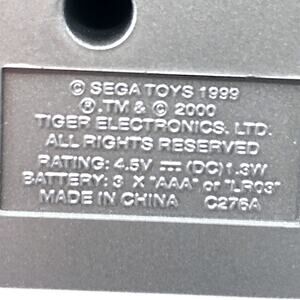 © SEGA TOYS 1999
®.TM & © 2000
TIGER ELECTRONICS, LTD.
ALL RIGHTS RESERVED
RATING: 4.5V ⎓ (DC) 1.3W
BATTERY: 3 X "AAA" or "LR03"
MADE IN CHINA C276A